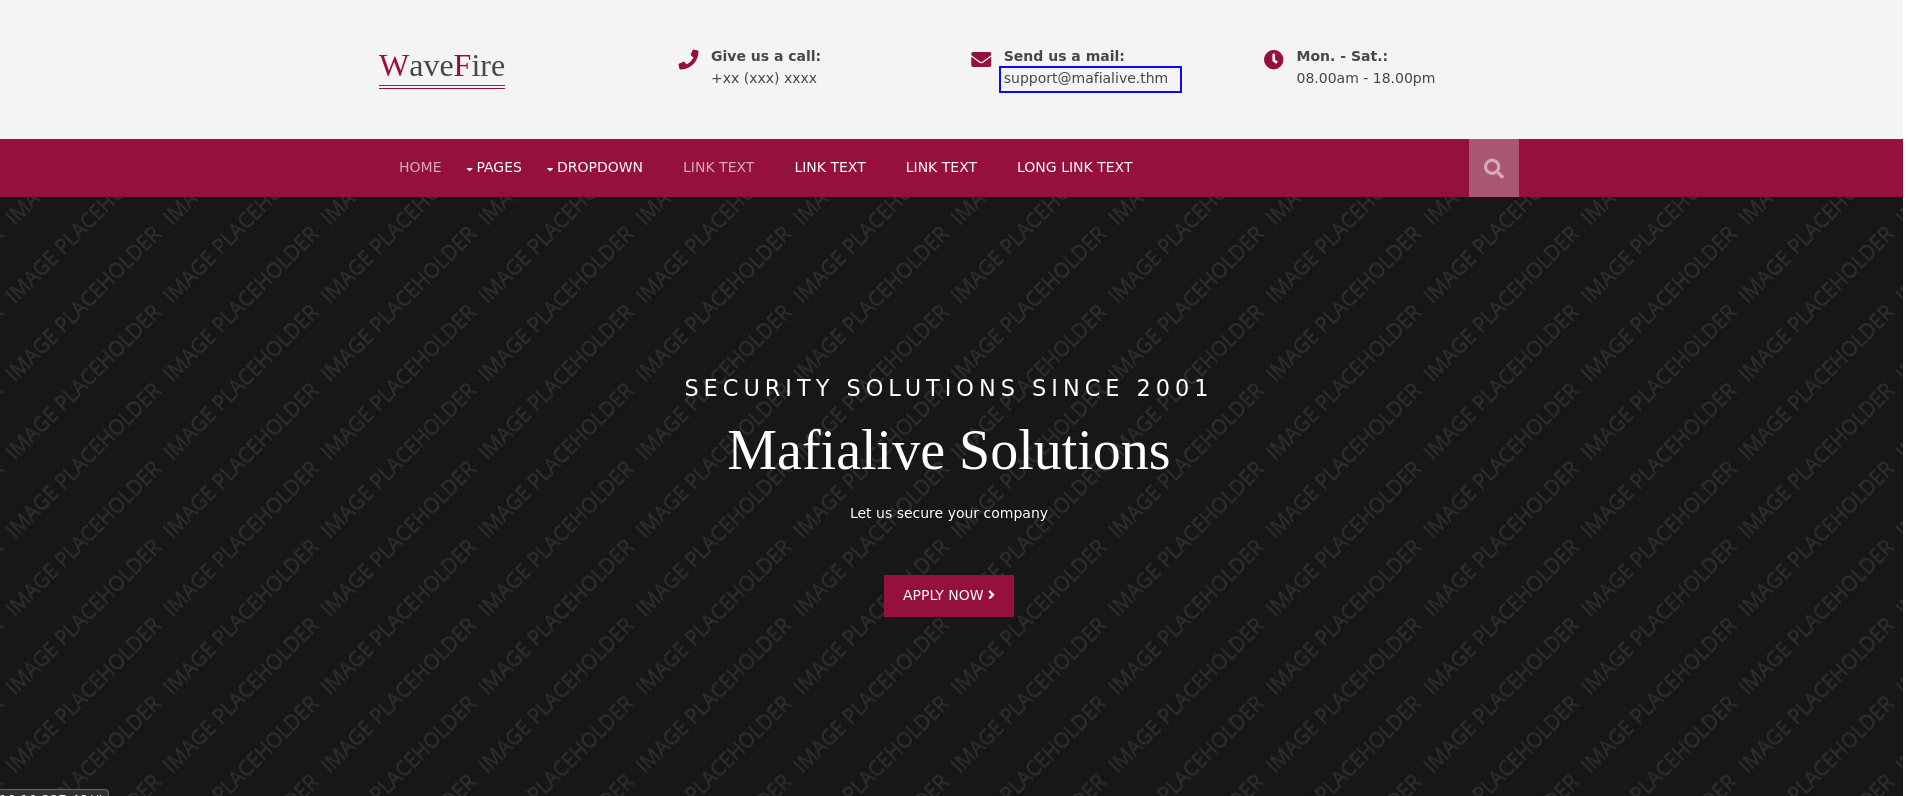 WaveFire
Give us a call:
+xx (xxx) xxxx
Send us a mail:
support@mafialive.thm
Mon. - Sat.:
08.00am - 18.00pm
HOME PAGES DROPDOWN LINK TEXT LINK TEXT LINK TEXT LONG LINK TEXT
SECURITY SOLUTIONS SINCE 2001
Mafialive Solutions
Let us secure your company
APPLY NOW
IMAGE PLACEHOLDER